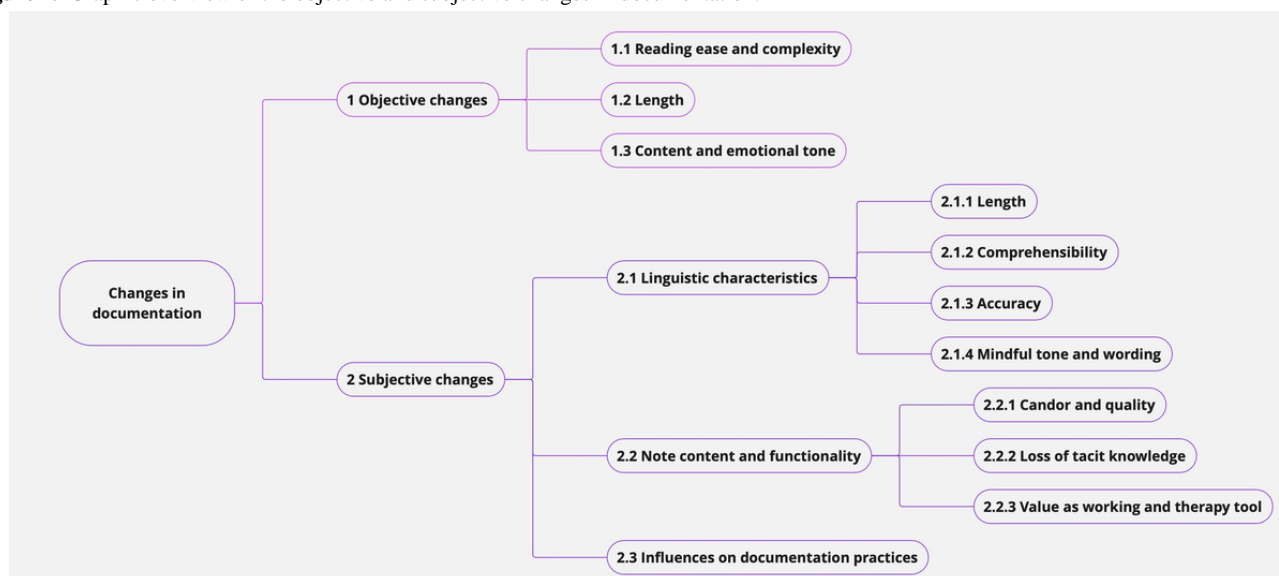 1.1 Reading ease and complexity
1 Objective changes
1.2 Length
1.3 Content and emotional tone
2.1.1 Length
2.1.2 Comprehensibility
2.1 Linguistic characteristics
Changes in
documentation
2.1.3 Accuracy
2.1.4 Mindful tone and wording
2 Subjective changes
2.2.1 Candor and quality
2.2 Note content and functionality
2.2.2 Loss of tacit knowledge
2.2.3 Value as working and therapy tool
2.3 Influences on documentation practices